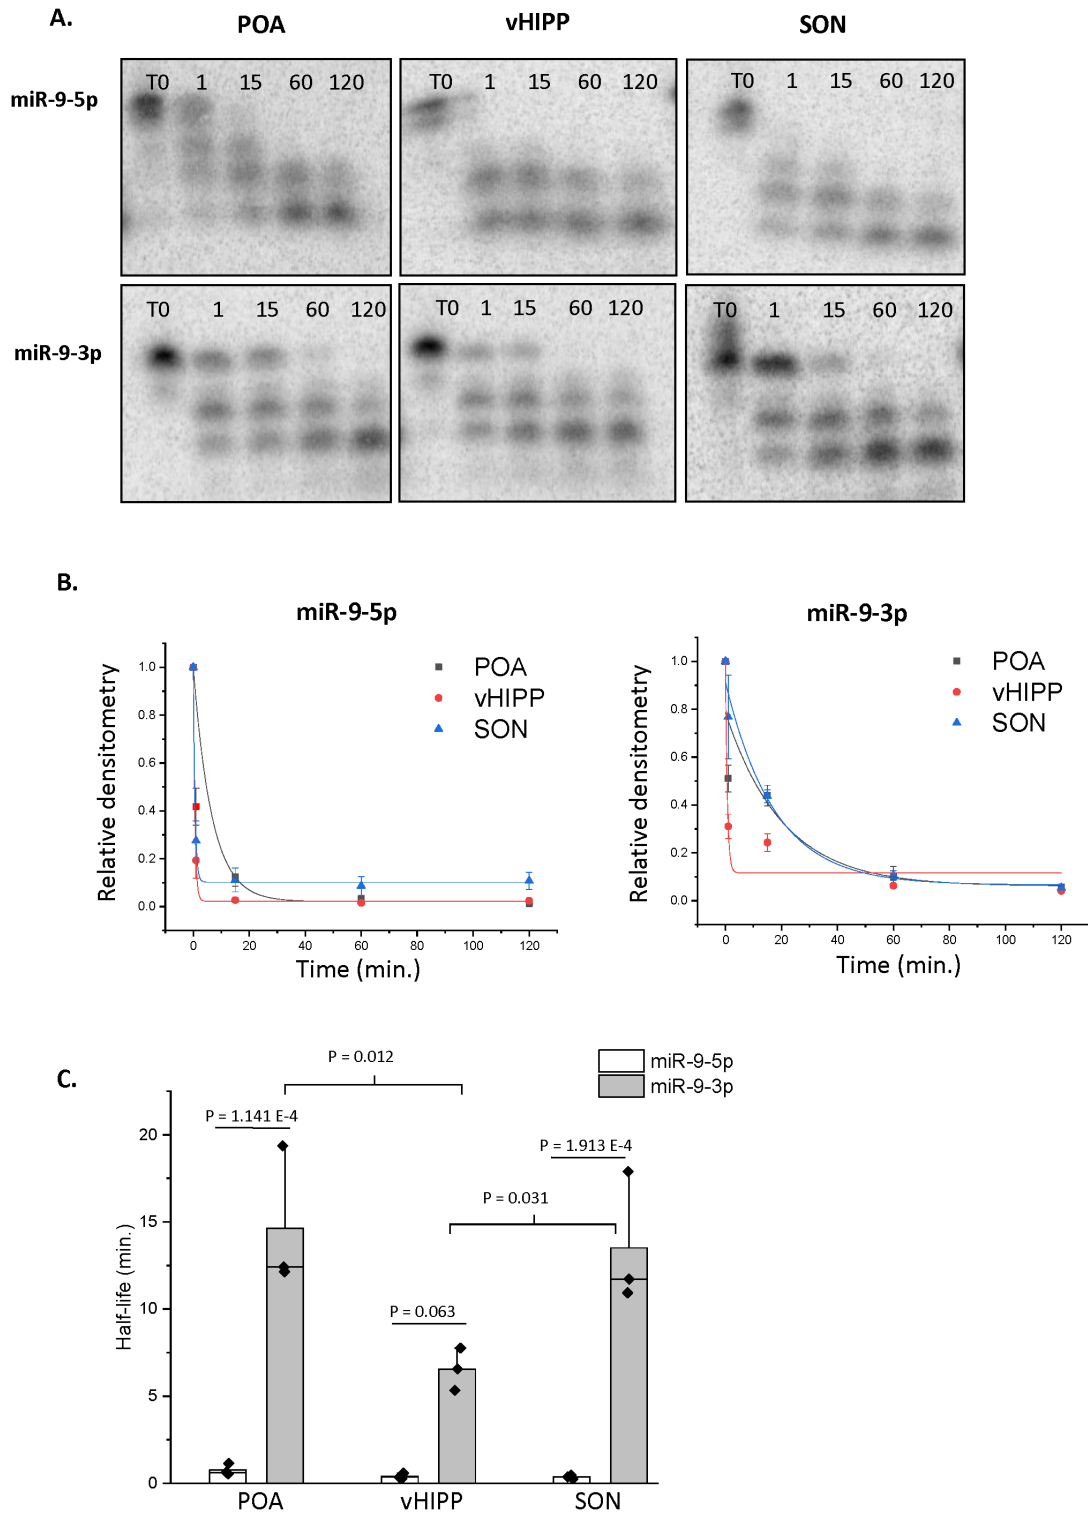 A.
POA vHIPP SON
miR-9-5p
T0 1 15 60 120
T0 1 15 60 120
T0 1 15 60 120
miR-9-3p
T0 1 15 60 120
T0 1 15 60 120
T0 1 15 60 120
B.
miR-9-5p
Relative densitometry
1.0
0.8
0.6
0.4
0.2
0.0
0 20 40 60 80 100 120
Time (min.)
POA
vHIPP
SON
miR-9-3p
Relative densitometry
1.0
0.8
0.6
0.4
0.2
0.0
0 20 40 60 80 100 120
Time (min.)
POA
vHIPP
SON
C.
miR-9-5p
miR-9-3p
P = 0.012
P = 1.141 E-4
P = 1.913 E-4
P = 0.031
P = 0.063
Half-life (min.)
20
15
10
5
0
POA vHIPP SON